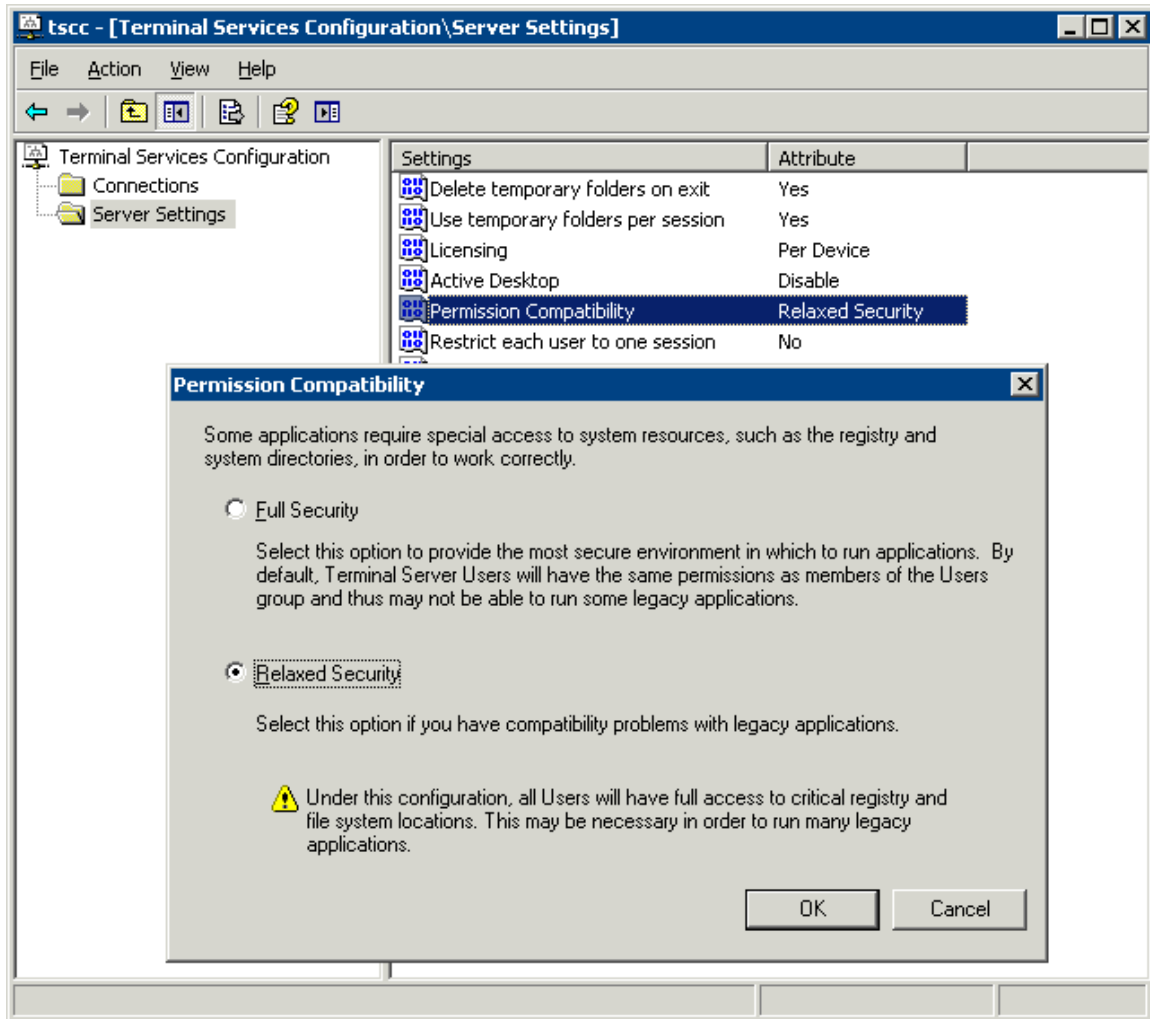 tscc - [Terminal Services Configuration\Server Settings]
File Action View Help
Terminal Services Configuration
Connections
Server Settings
Settings Attribute
Delete temporary folders on exit Yes
Use temporary folders per session Yes
Licensing Per Device
Active Desktop Disable
Permission Compatibility Relaxed Security
Restrict each user to one session No
Permission Compatibility
Some applications require special access to system resources, such as the registry and
system directories, in order to work correctly.
Full Security
Select this option to provide the most secure environment in which to run applications. By
default, Terminal Server Users will have the same permissions as members of the Users
group and thus may not be able to run some legacy applications.
Relaxed Security
Select this option if you have compatibility problems with legacy applications.
Under this configuration, all Users will have full access to critical registry and
file system locations. This may be necessary in order to run many legacy
applications.
OK Cancel